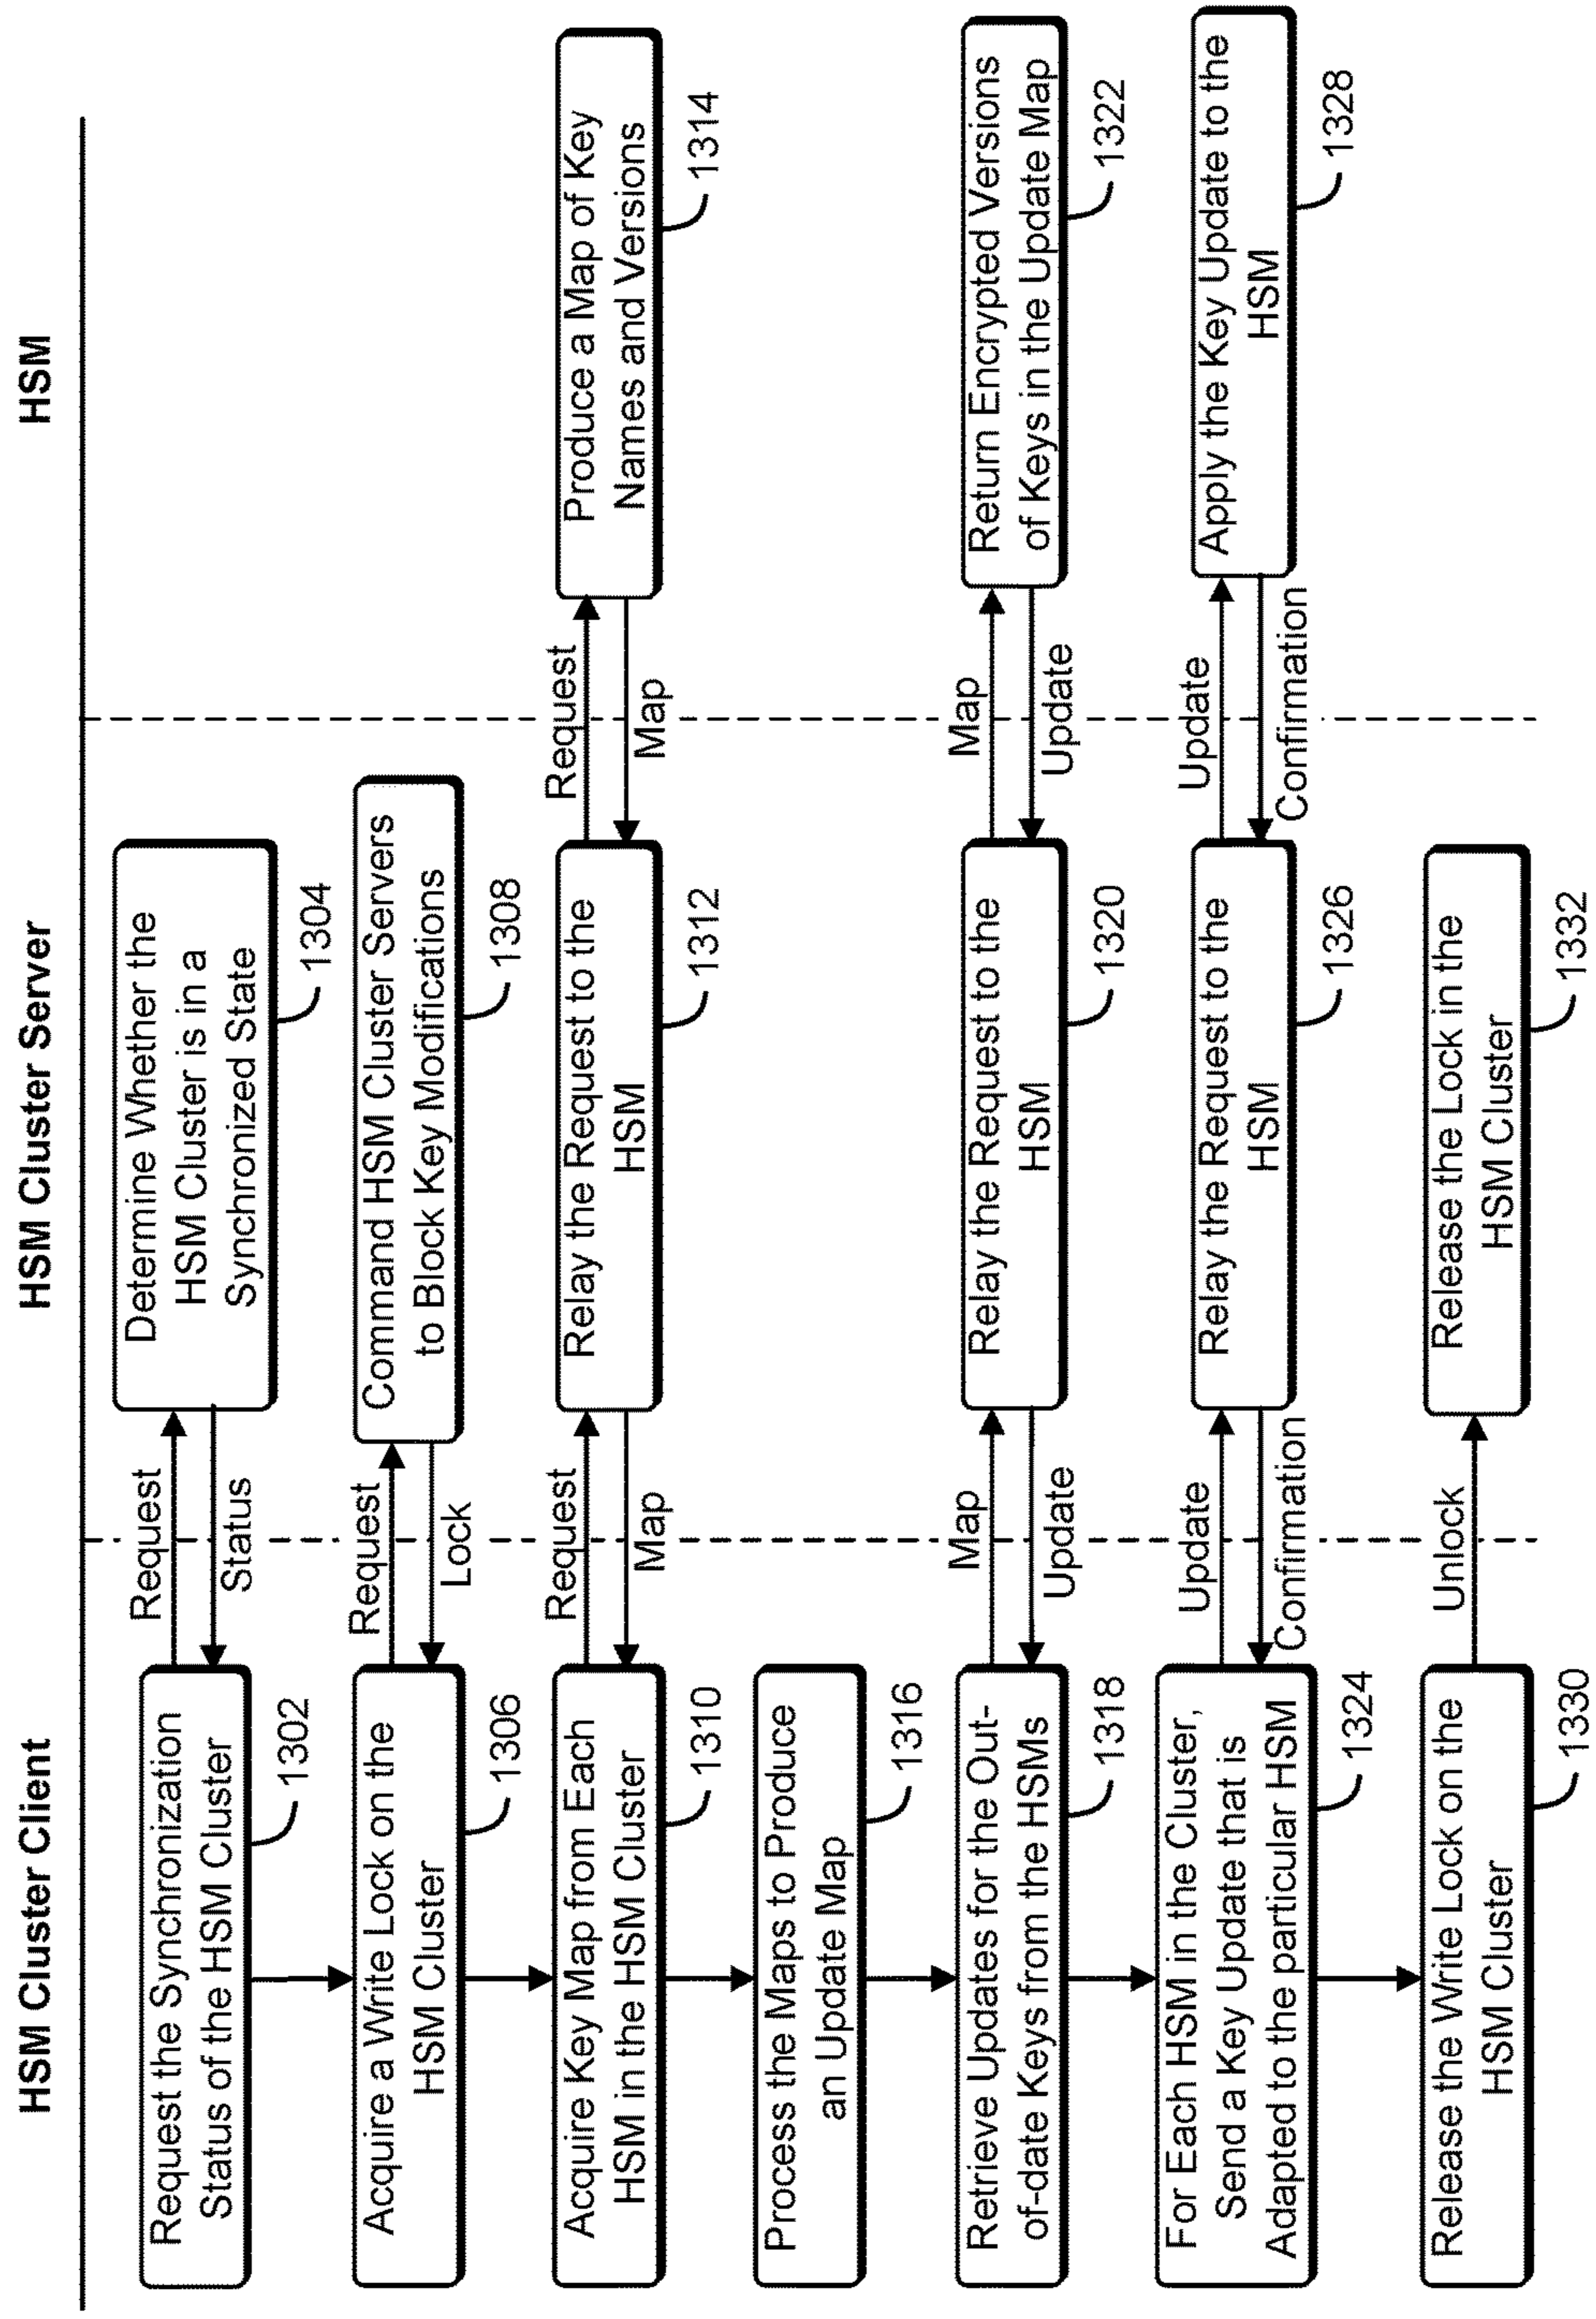 HSM Cluster Client
HSM Cluster Server
HSM
Request the Synchronization
Status of the HSM Cluster
1302
Request
Status
Determine Whether the
HSM Cluster is in a
Synchronized State
1304
Acquire a Write Lock on the
HSM Cluster
1306
Request
Lock
Command HSM Cluster Servers
to Block Key Modifications
1308
Acquire Key Map from Each
HSM in the HSM Cluster
1310
Request
Map
Relay the Request to the
HSM
1312
Request
Map
Produce a Map of Key
Names and Versions
1314
Process the Maps to Produce
an Update Map
1316
Retrieve Updates for the Out-
of-date Keys from the HSMs
1318
Map
Update
Relay the Request to the
HSM
1320
Map
Update
Return Encrypted Versions
of Keys in the Update Map
1322
For Each HSM in the Cluster,
Send a Key Update that is
Adapted to the particular HSM
1324
Update
Confirmation
Relay the Request to the
HSM
1326
Update
Confirmation
Apply the Key Update to the
HSM
1328
Release the Write Lock on the
HSM Cluster
1330
Unlock
Release the Lock in the
HSM Cluster
1332